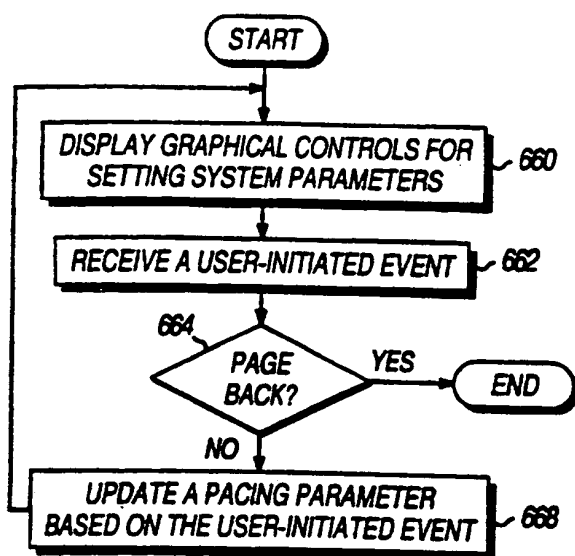 START
DISPLAY GRAPHICAL CONTROLS FOR
SETTING SYSTEM PARAMETERS
660
RECEIVE A USER-INITIATED EVENT
662
664
PAGE
BACK?
YES
END
NO
UPDATE A PACING PARAMETER
BASED ON THE USER-INITIATED EVENT
668